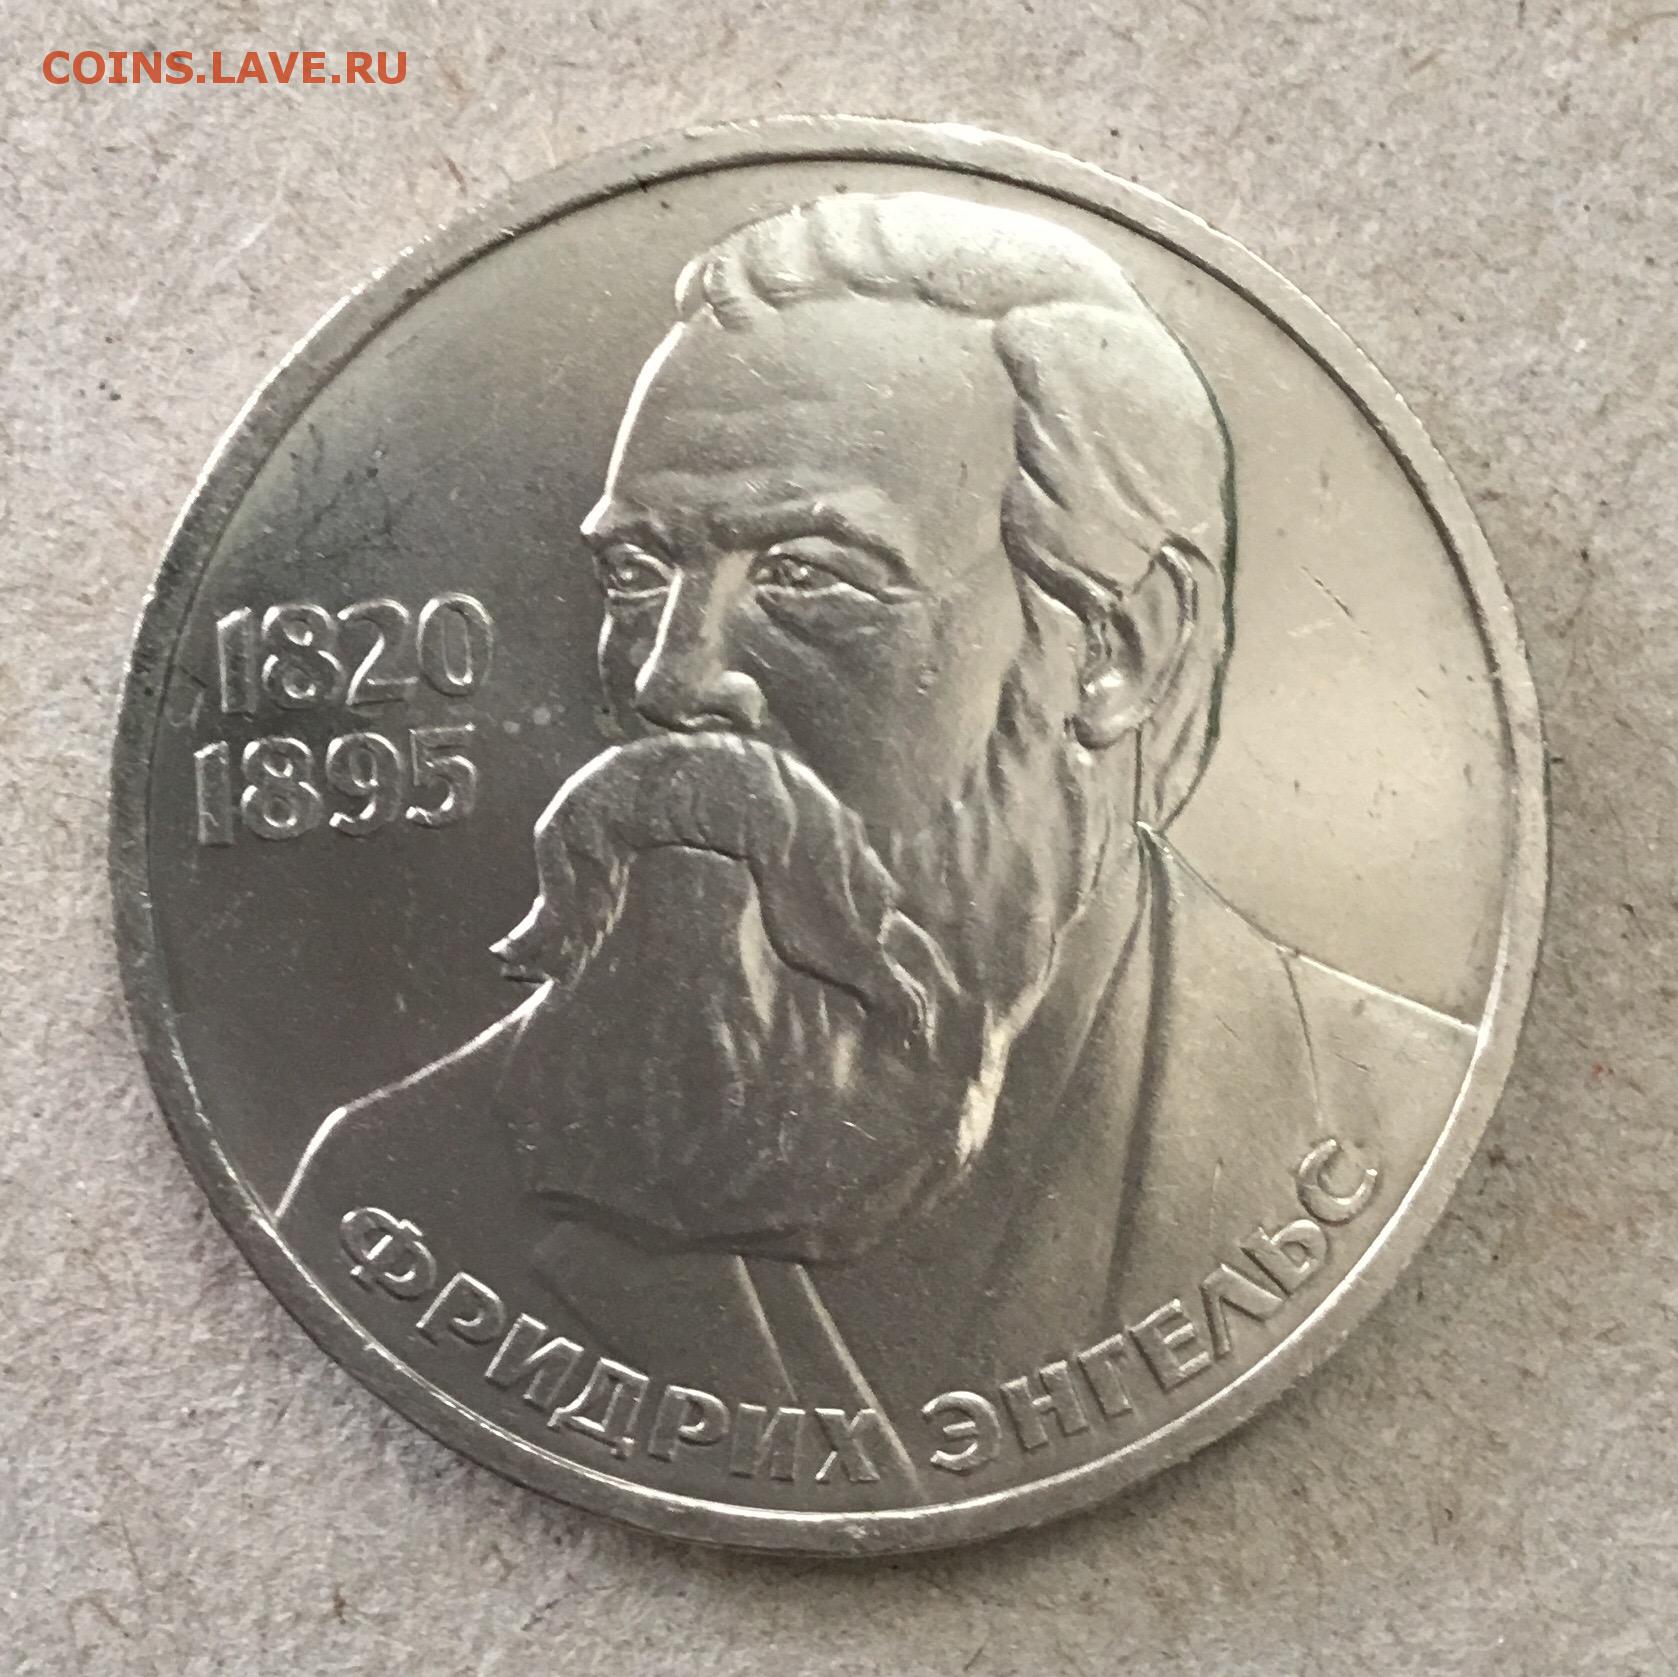 COINS.LAVE.RU
1820
1895
ФРИДРИХ ЭНГЕЛЬС